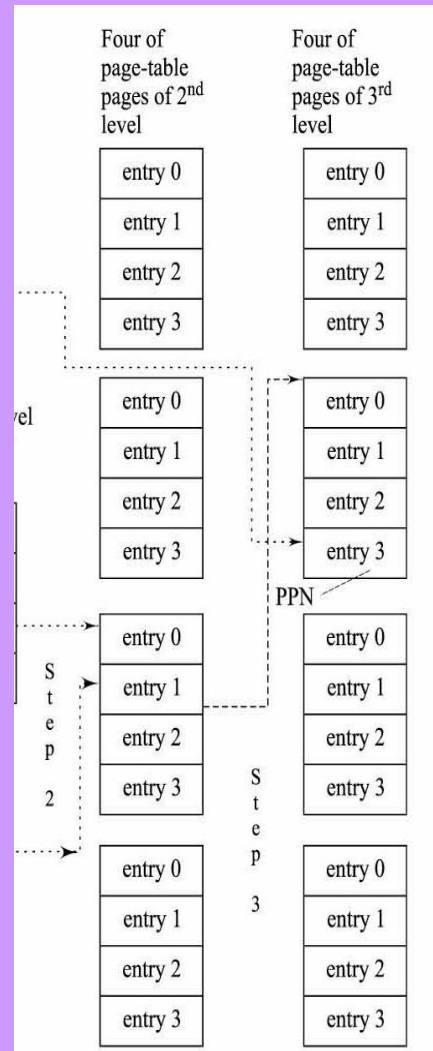 Four of
page-table
pages of 2nd
level
entry 0
entry 1
entry 2
entry 3
entry 0
entry 1
entry 2
entry 3
entry 0
entry 1
entry 2
entry 3
entry 0
entry 1
entry 2
entry 3
Four of
page-table
pages of 3rd
level
entry 0
entry 1
entry 2
entry 3
entry 0
entry 1
entry 2
entry 3
PPN
entry 0
entry 1
entry 2
entry 3
entry 0
entry 1
entry 2
entry 3
vel
Step 2
Step 3